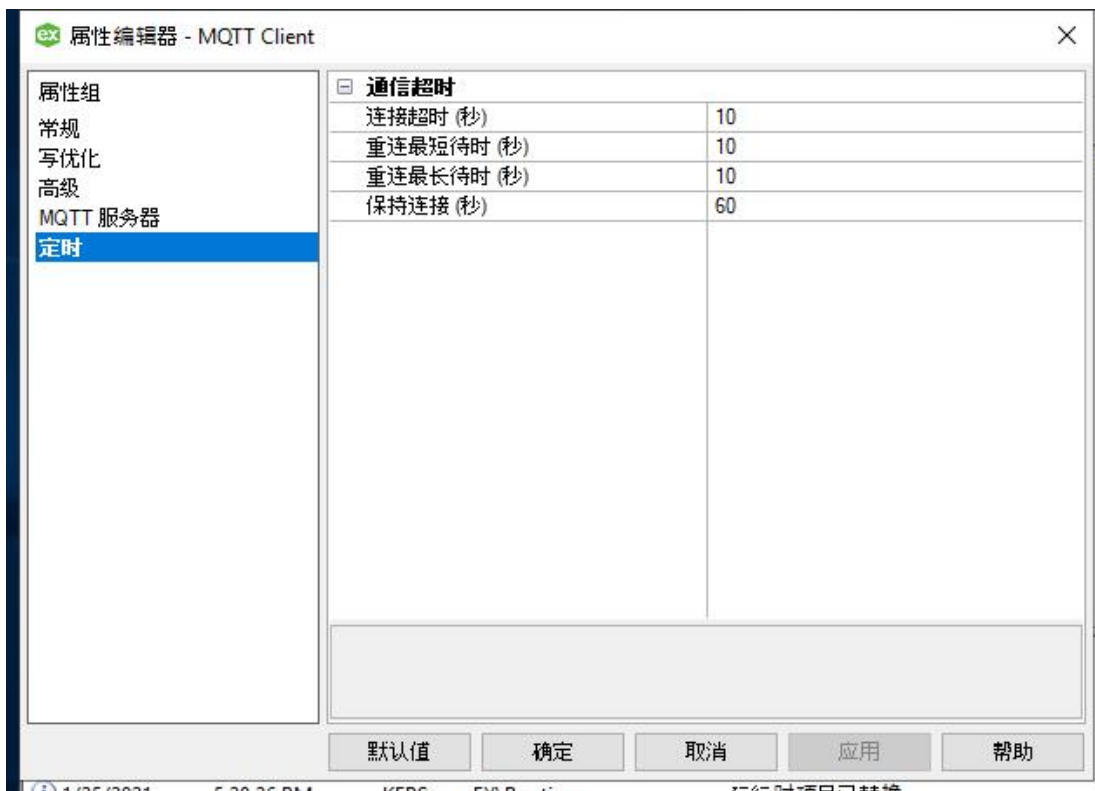 ex 属性编辑器 - MQTT Client
属性组
常规
写优化
高级
MQTT 服务器
定时
通信超时
连接超时 (秒) 10
重连最短待时 (秒) 10
重连最长待时 (秒) 10
保持连接 (秒) 60
默认值 确定 取消 应用 帮助